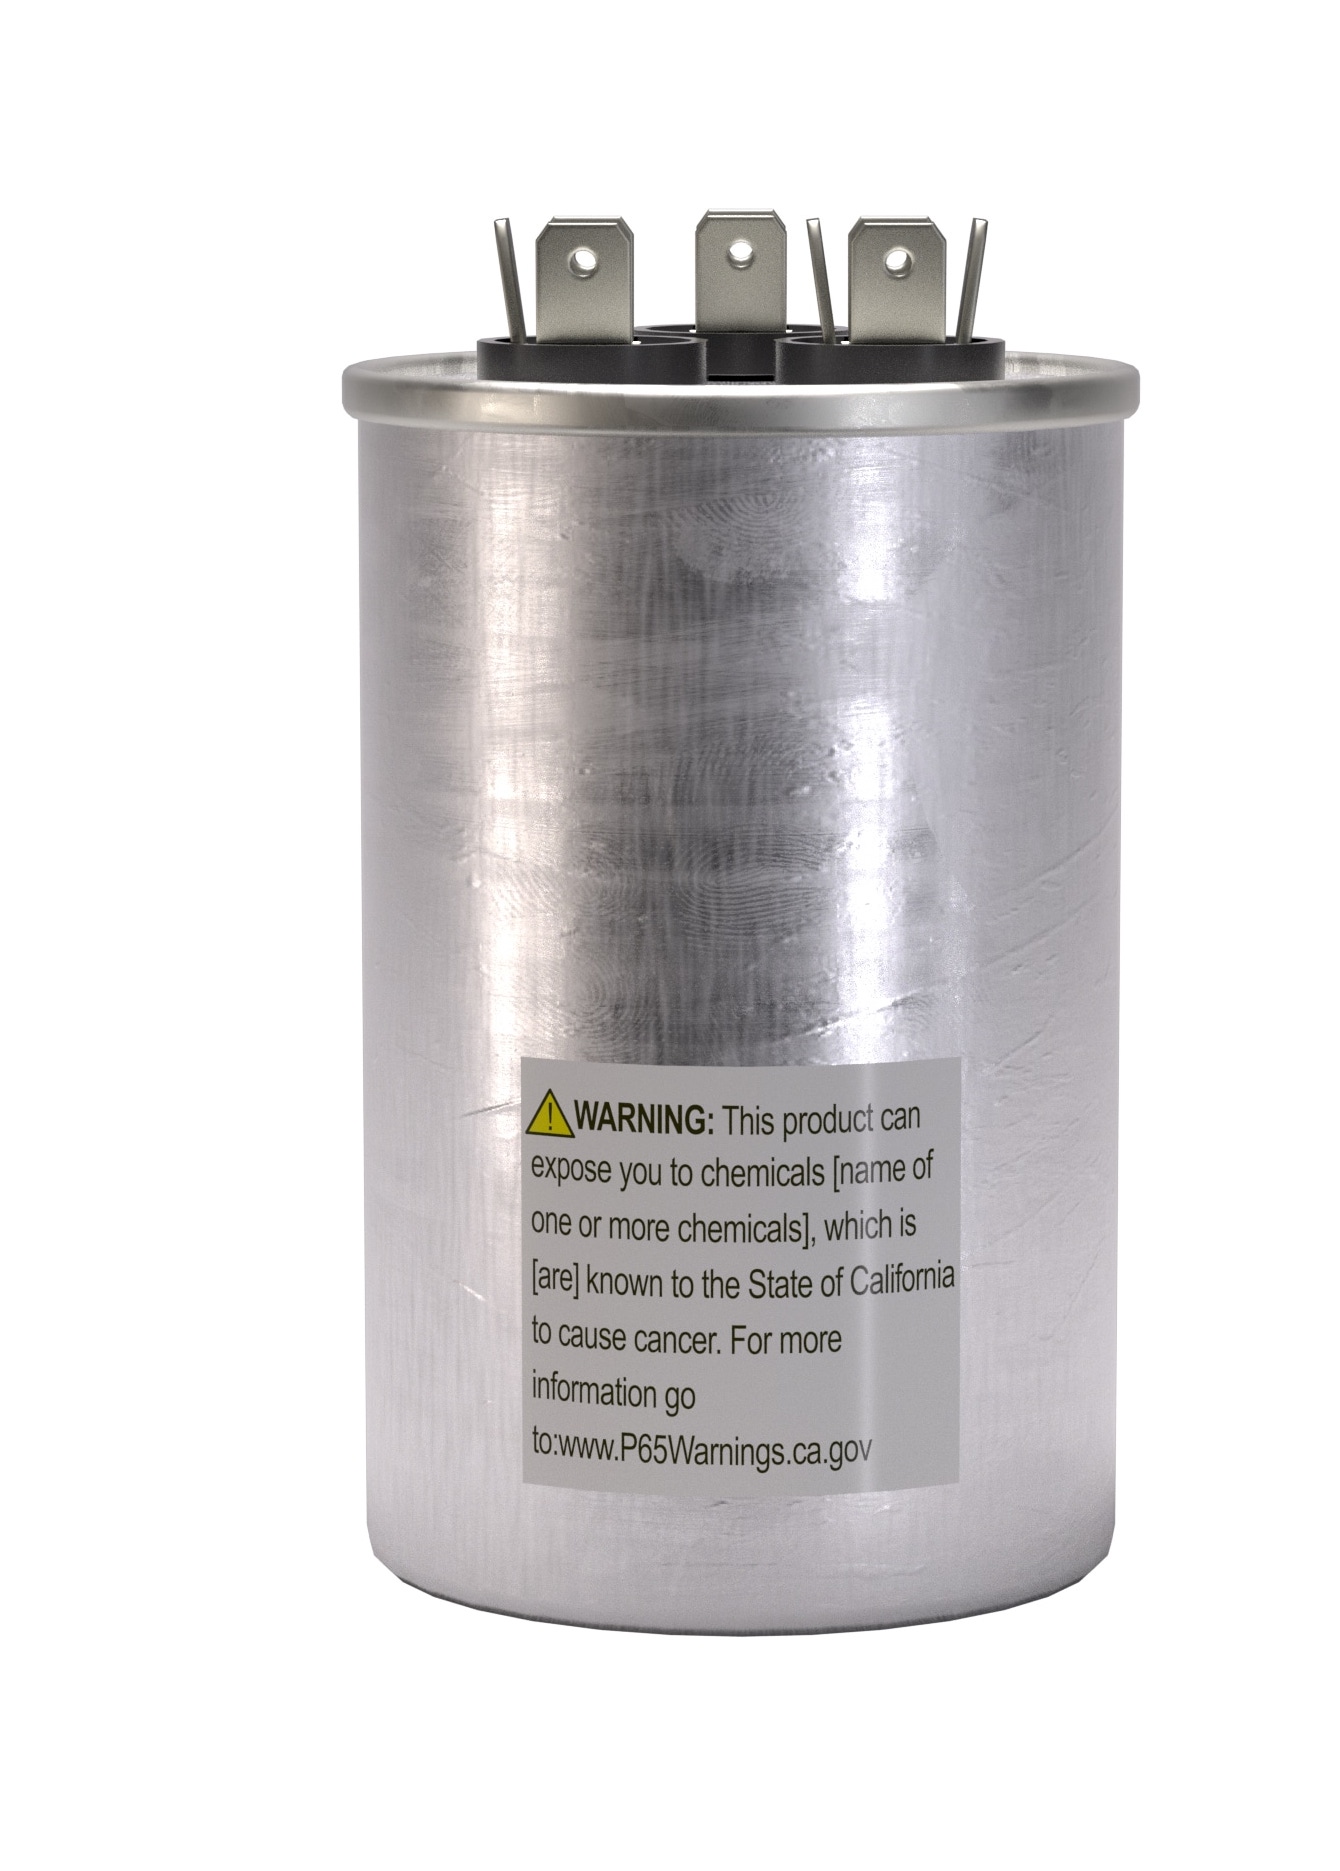 WARNING: This product can
expose you to chemicals [name of
one or more chemicals], which is
[are] known to the State of California
to cause cancer. For more
information go
to:www.P65Warnings.ca.gov